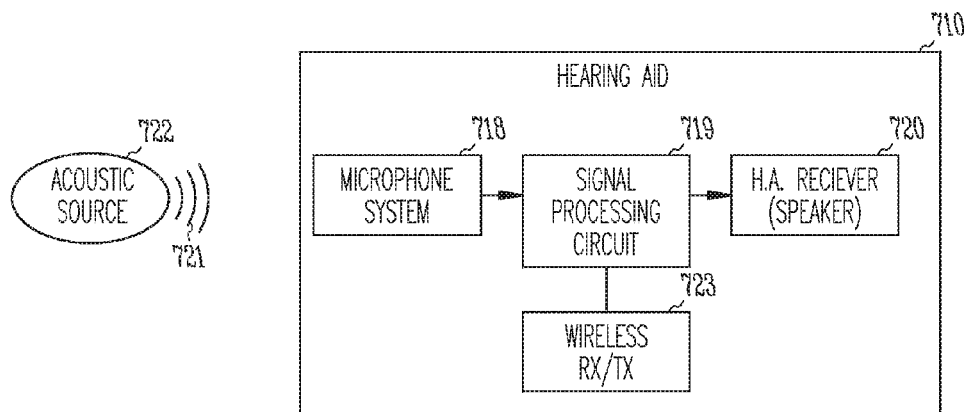 710
HEARING AID
722
718
719
720
ACOUSTIC
SOURCE
721
MICROPHONE
SYSTEM
SIGNAL
PROCESSING
CIRCUIT
H.A. RECIEVER
(SPEAKER)
723
WIRELESS
RX/TX